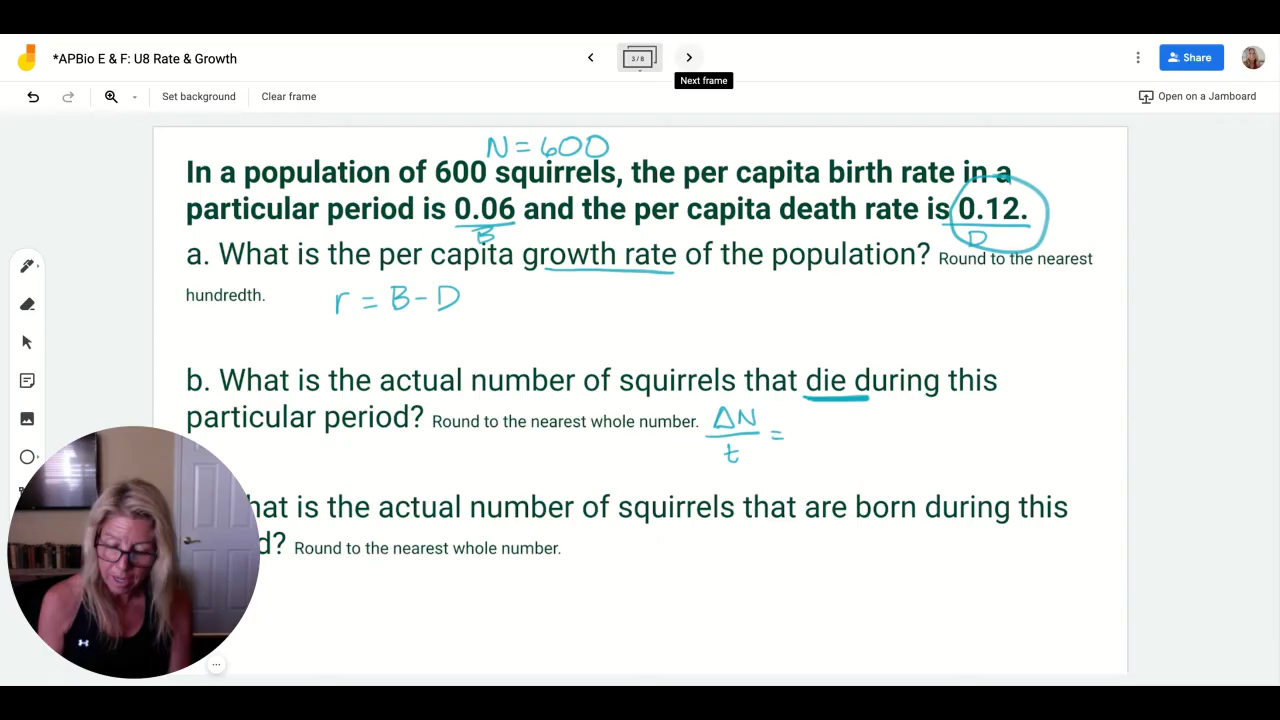 *APBio E & F: U8 Rate & Growth
3 / 8
Share
Next frame
Set background
Clear frame
Open on a Jamboard
N = 600
In a population of 600 squirrels, the per capita birth rate in a
particular period is 0.06 and the per capita death rate is 0.12.
B
D
a. What is the per capita growth rate of the population? Round to the nearest
hundredth.
r = B - D
b. What is the actual number of squirrels that die during this
particular period? Round to the nearest whole number.
ΔN
t
=
hat is the actual number of squirrels that are born during this
d? Round to the nearest whole number.